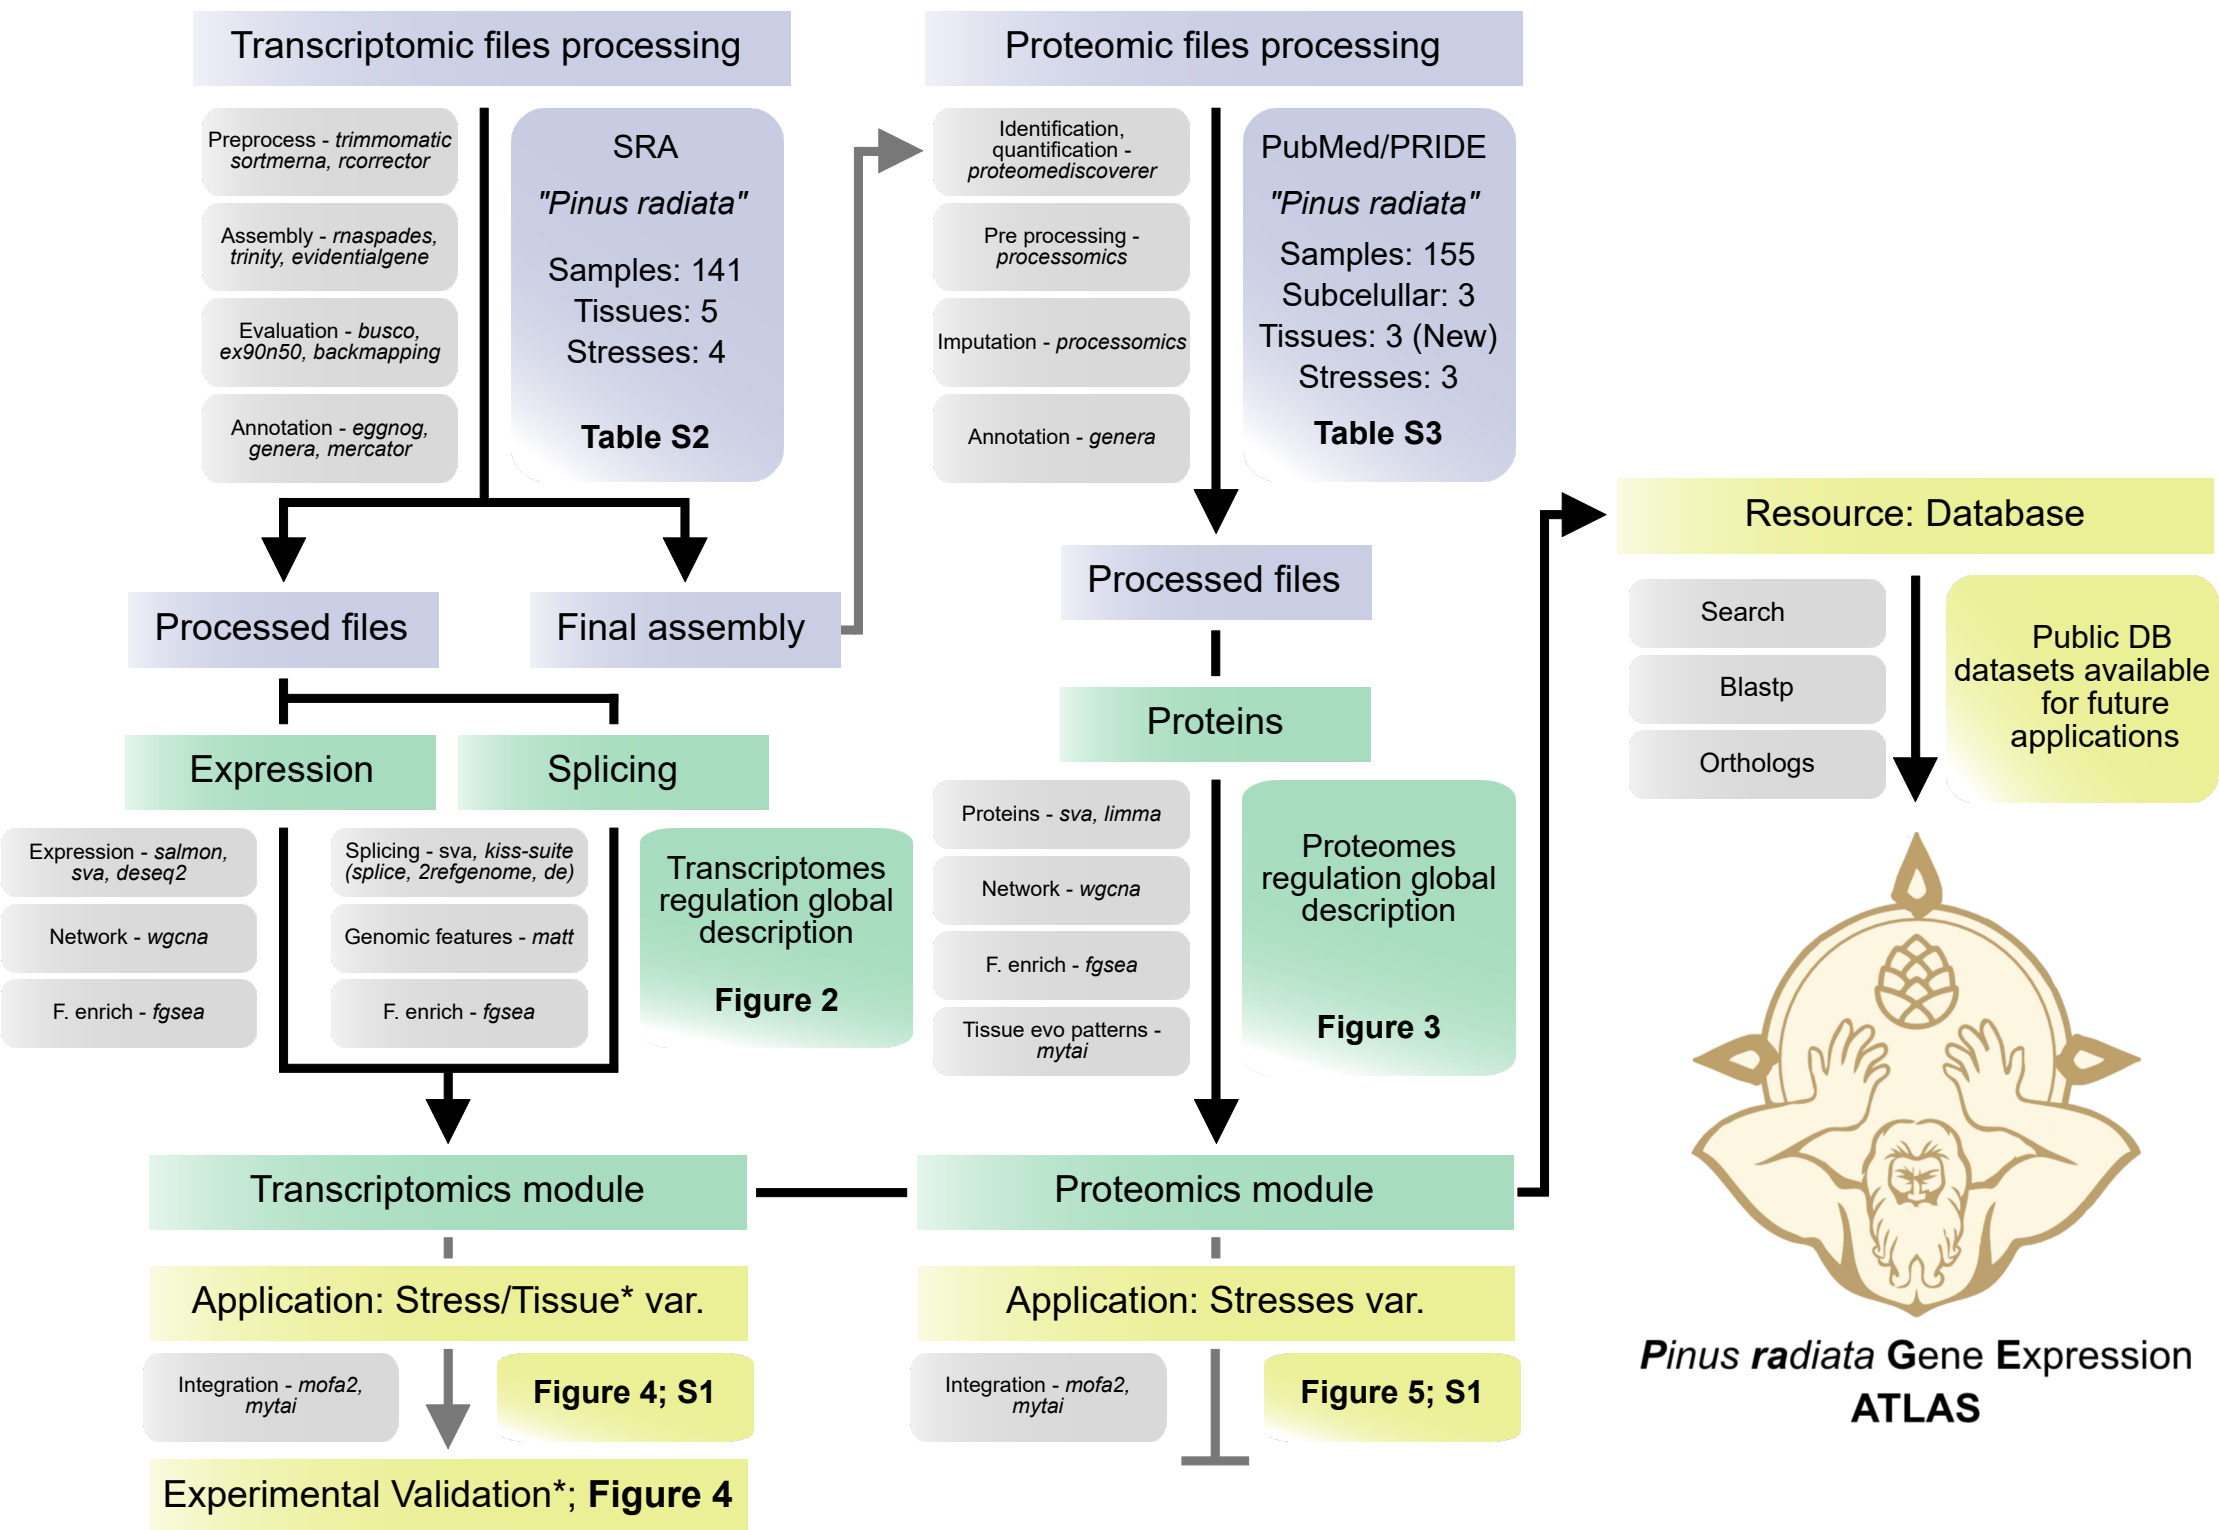 Transcriptomic files processing
Preprocess - trimmomatic
sortmerna, rcorrector
Assembly - rnaspades,
trinity, evidentialgene
Evaluation - busco,
ex90n50, backmapping
Annotation - eggnog,
genera, mercator
SRA
"Pinus radiata"
Samples: 141
Tissues: 5
Stresses: 4
Table S2
Processed files
Final assembly
Expression
Splicing
Expression - salmon,
sva, deseq2
Network - wgcna
F. enrich - fgsea
Splicing - sva, kiss-suite
(splice, 2refgenome, de)
Genomic features - matt
F. enrich - fgsea
Transcriptomes
regulation global
description
Figure 2
Transcriptomics module
Application: Stress/Tissue* var.
Integration - mofa2,
mytai
Figure 4; S1
Experimental Validation*; Figure 4
Proteomic files processing
Identification,
quantification -
proteomediscoverer
Pre processing -
processomics
Imputation - processomics
Annotation - genera
PubMed/PRIDE
"Pinus radiata"
Samples: 155
Subcelullar: 3
Tissues: 3 (New)
Stresses: 3
Table S3
Processed files
Proteins
Proteins - sva, limma
Network - wgcna
F. enrich - fgsea
Tissue evo patterns -
mytai
Proteomes
regulation global
description
Figure 3
Proteomics module
Application: Stresses var.
Integration - mofa2,
mytai
Figure 5; S1
Resource: Database
Search
Blastp
Orthologs
Public DB
datasets available
for future
applications
Pinus radiata Gene Expression
ATLAS